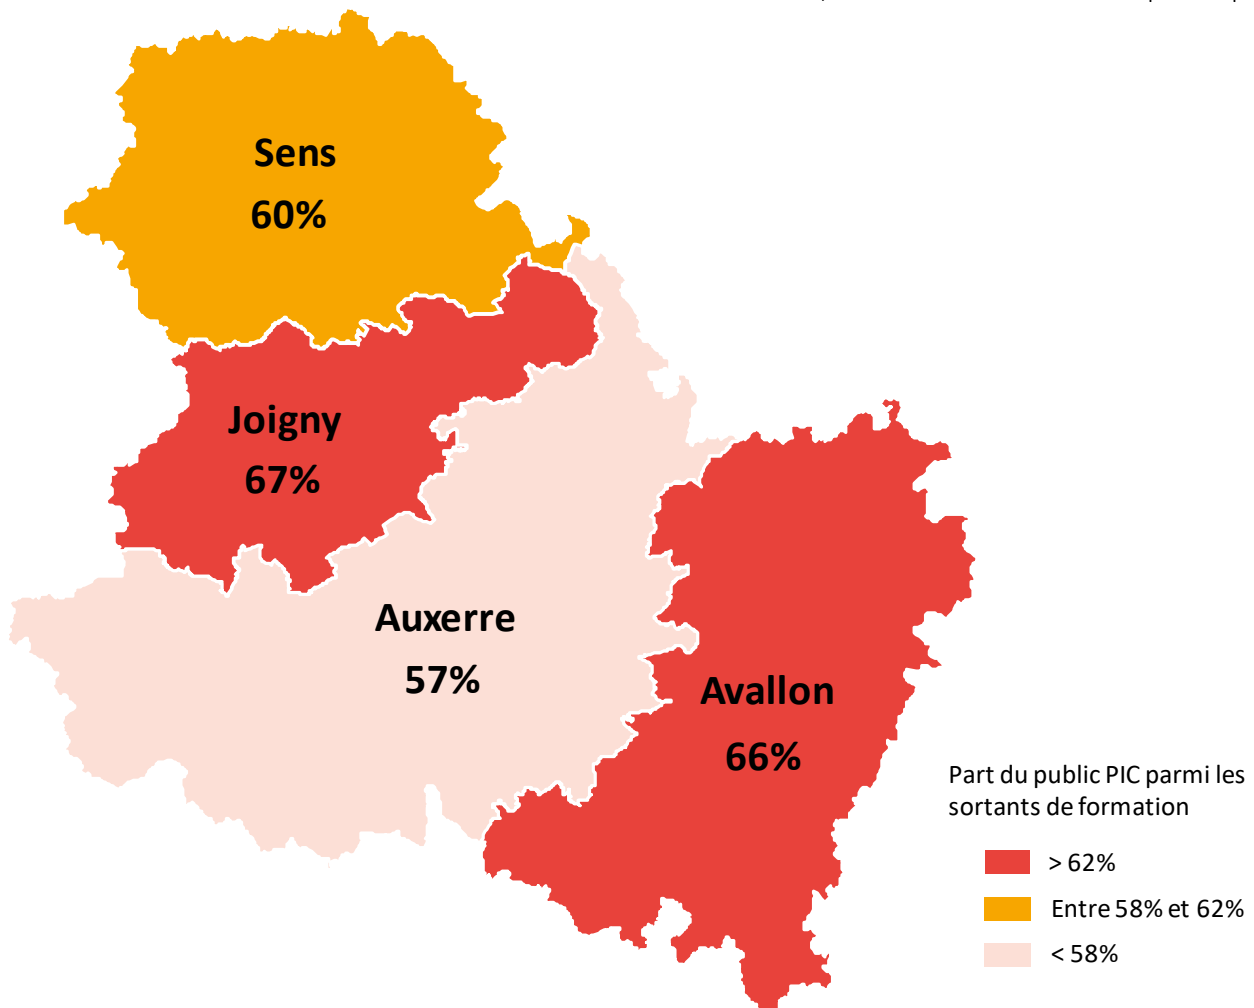 Sens
60%
Joigny
67%
Auxerre
57%
Avallon
66%
Part du public PIC parmi les
sortants de formation
> 62%
Entre 58% et 62%
< 58%